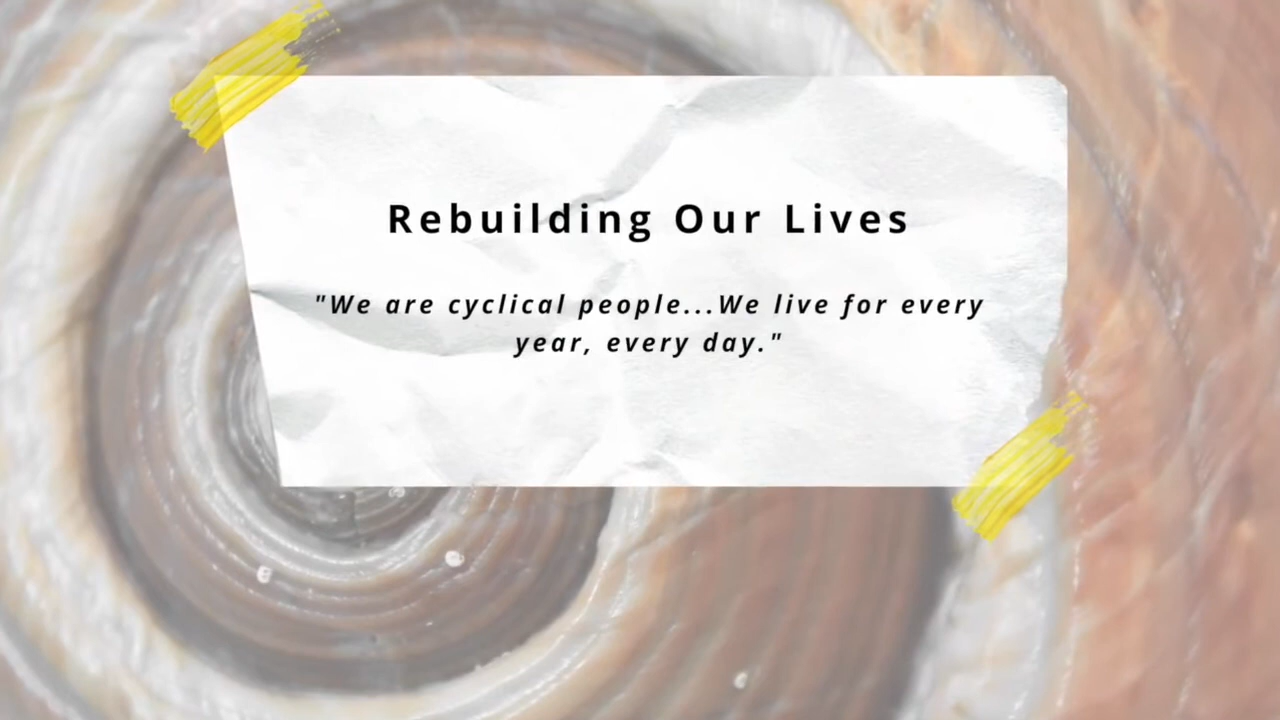 Rebuilding Our Lives
"We are cyclical people...We live for every
year, every day."